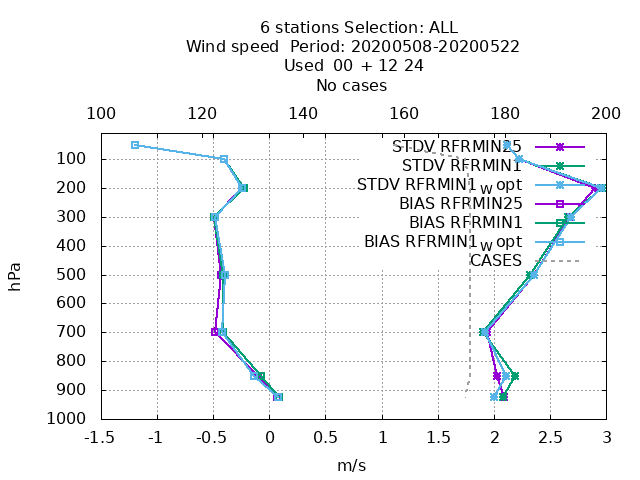 6 stations Selection: ALL
Wind speed  Period: 20200508-20200522
Used  00 + 12 24
No cases
100 120 140 160 180 200
STDV RFRMIN25
STDV RFRMIN1
STDV RFRMIN1w opt
BIAS RFRMIN25
BIAS RFRMIN1
BIAS RFRMIN1w opt
CASES
hPa
100
200
300
400
500
600
700
800
900
1000
-1.5 -1 -0.5 0 0.5 1 1.5 2 2.5 3
m/s